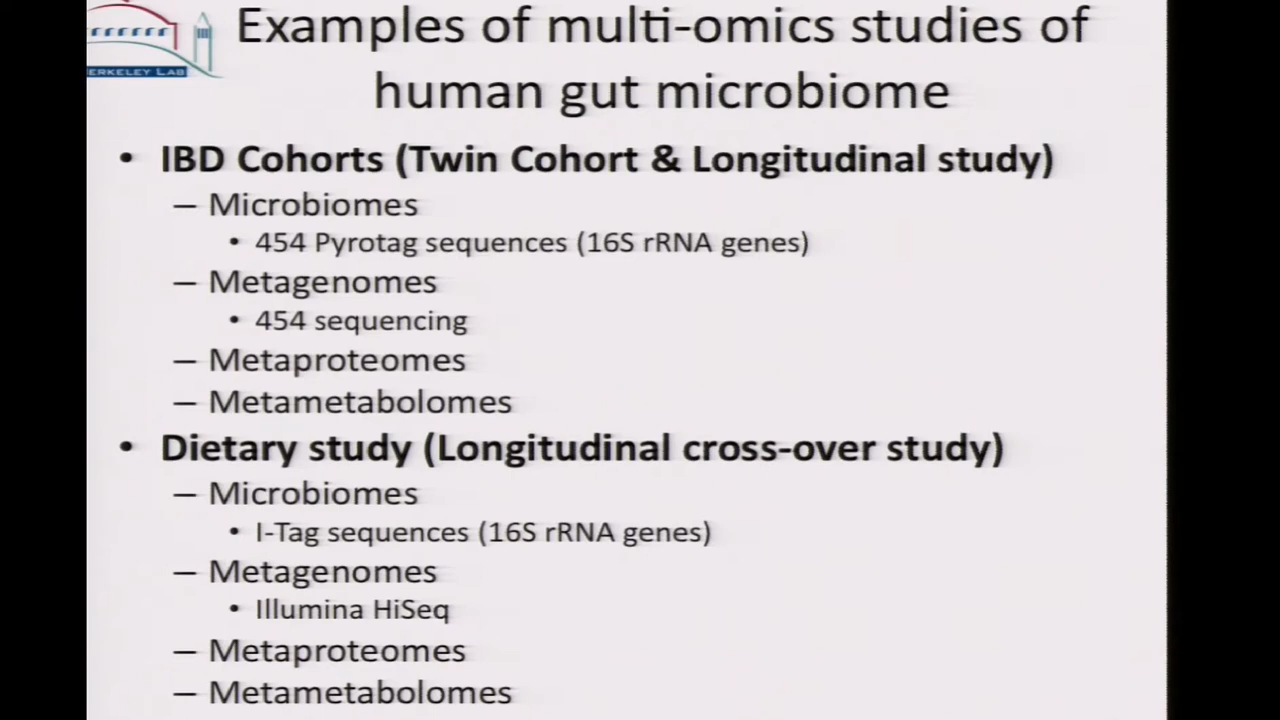 Examples of multi-omics studies of
human gut microbiome
ERKELEY LAB
• IBD Cohorts (Twin Cohort & Longitudinal study)
– Microbiomes
• 454 Pyrotag sequences (16S rRNA genes)
– Metagenomes
• 454 sequencing
– Metaproteomes
– Metametabolomes
• Dietary study (Longitudinal cross-over study)
– Microbiomes
• I-Tag sequences (16S rRNA genes)
– Metagenomes
• Illumina HiSeq
– Metaproteomes
– Metametabolomes